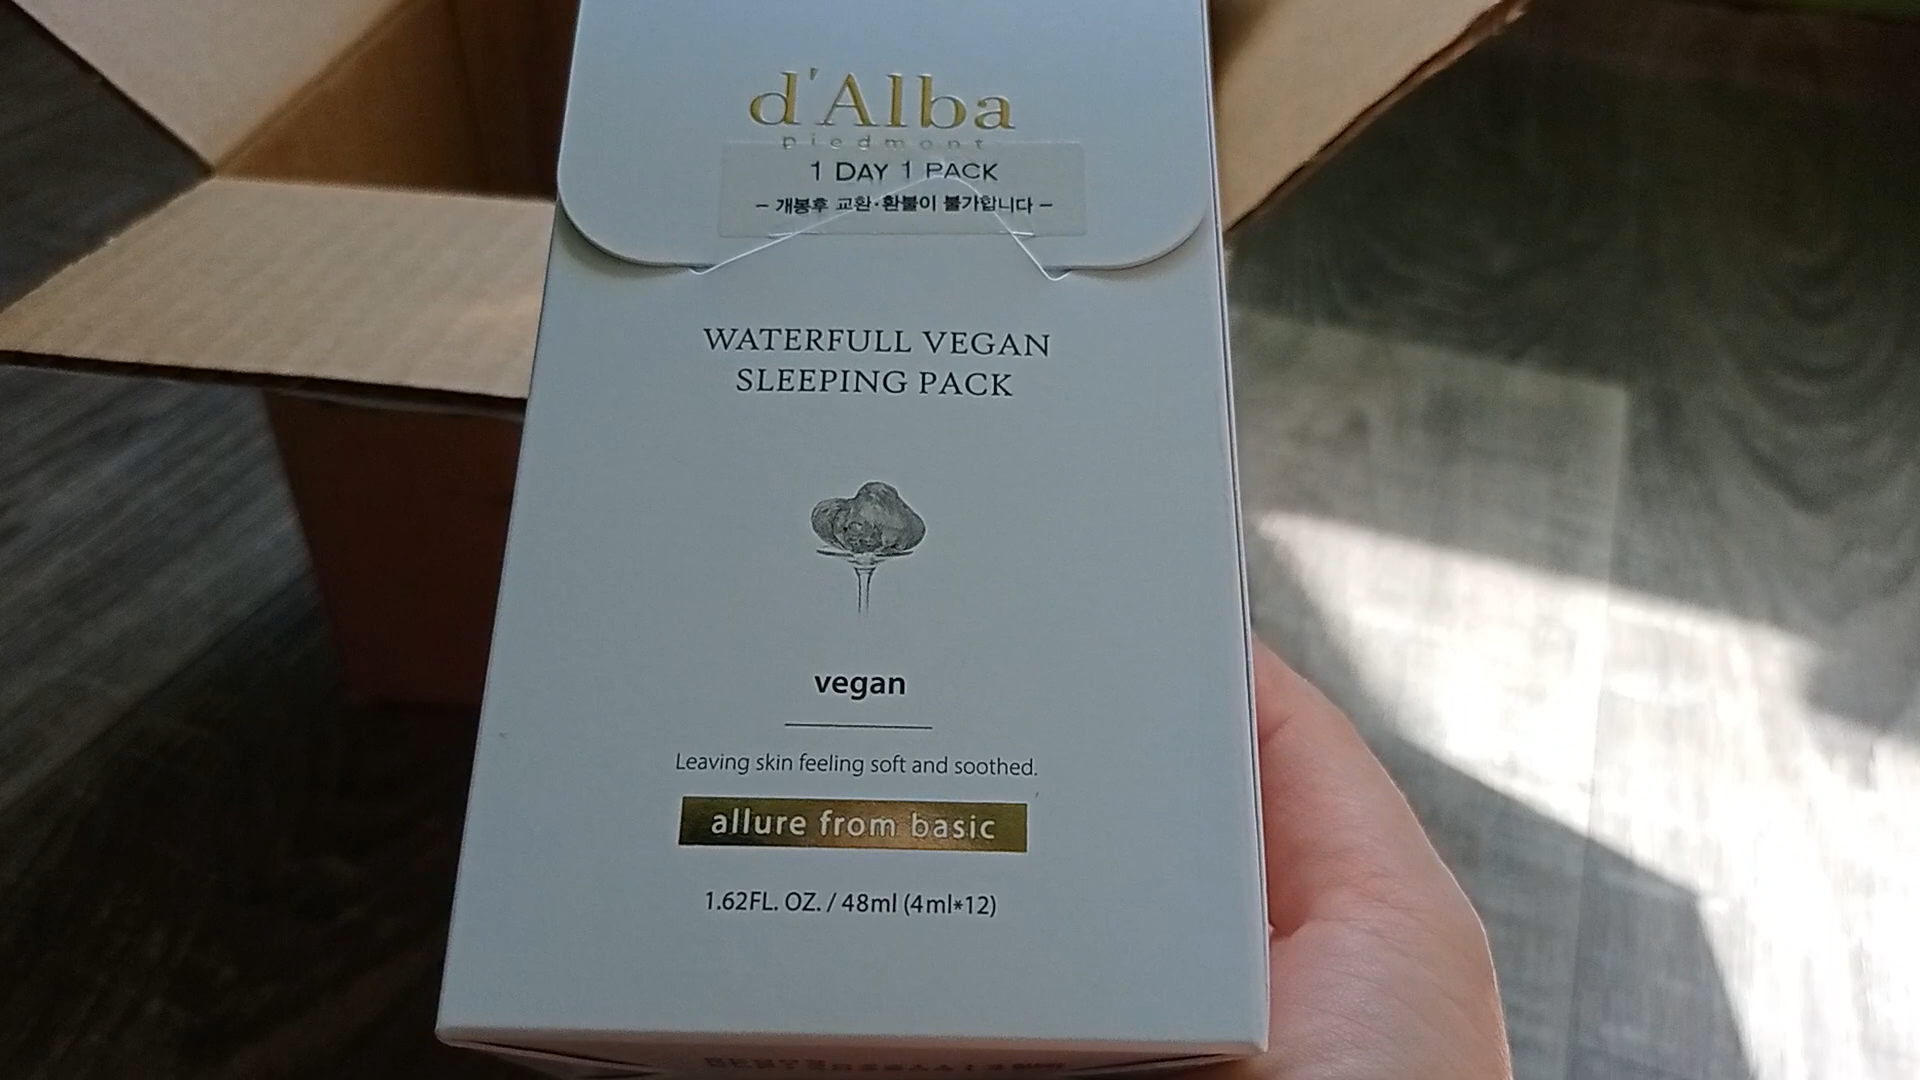 d'Alba
piedmont
1 DAY 1 PACK
– 개봉후 교환·환불이 불가합니다 –
WATERFULL VEGAN
SLEEPING PACK
vegan
Leaving skin feeling soft and soothed.
allure from basic
1.62FL. OZ. / 48ml (4ml*12)